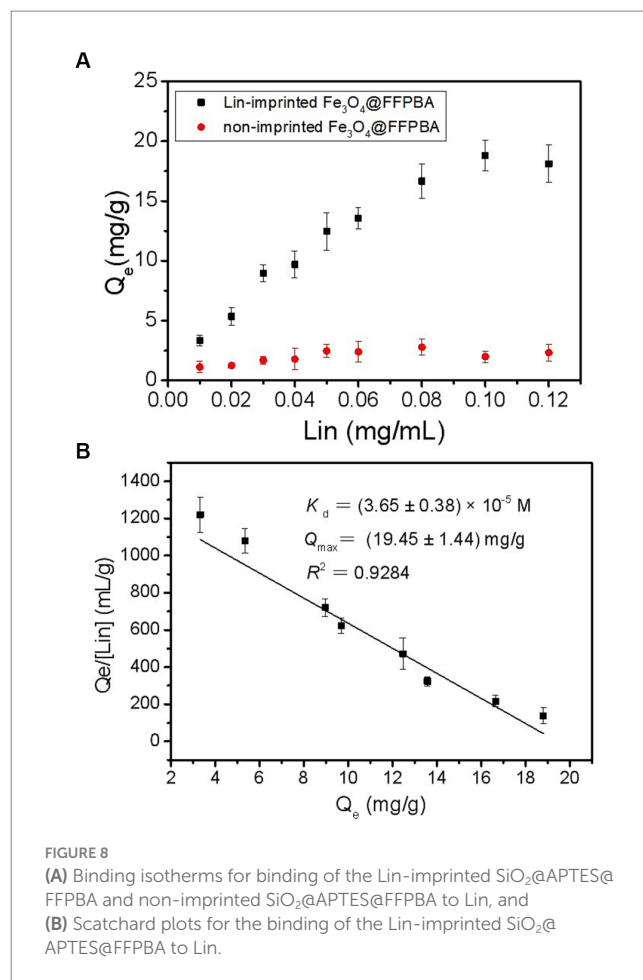 A
Lin-imprinted Fe₃O₄@FFPBA
non-imprinted Fe₃O₄@FFPBA
25
20
15
10
5
0
Qₑ(mg/g)
0.00 0.02 0.04 0.06 0.08 0.10 0.12
Lin (mg/mL)
B
1400
1200
1000
800
600
400
200
0
Qe/[Lin] (mL/g)
K d = (3.65 ± 0.38) × 10⁻⁵ M
Qmax= (19.45 ± 1.44) mg/g
R² = 0.9284
2 4 6 8 10 12 14 16 18 20
Qₑ (mg/g)
FIGURE 8
(A) Binding isotherms for binding of the Lin-imprinted SiO₂@APTES@
FFPBA and non-imprinted SiO₂@APTES@FFPBA to Lin, and
(B) Scatchard plots for the binding of the Lin-imprinted SiO₂@
APTES@FFPBA to Lin.